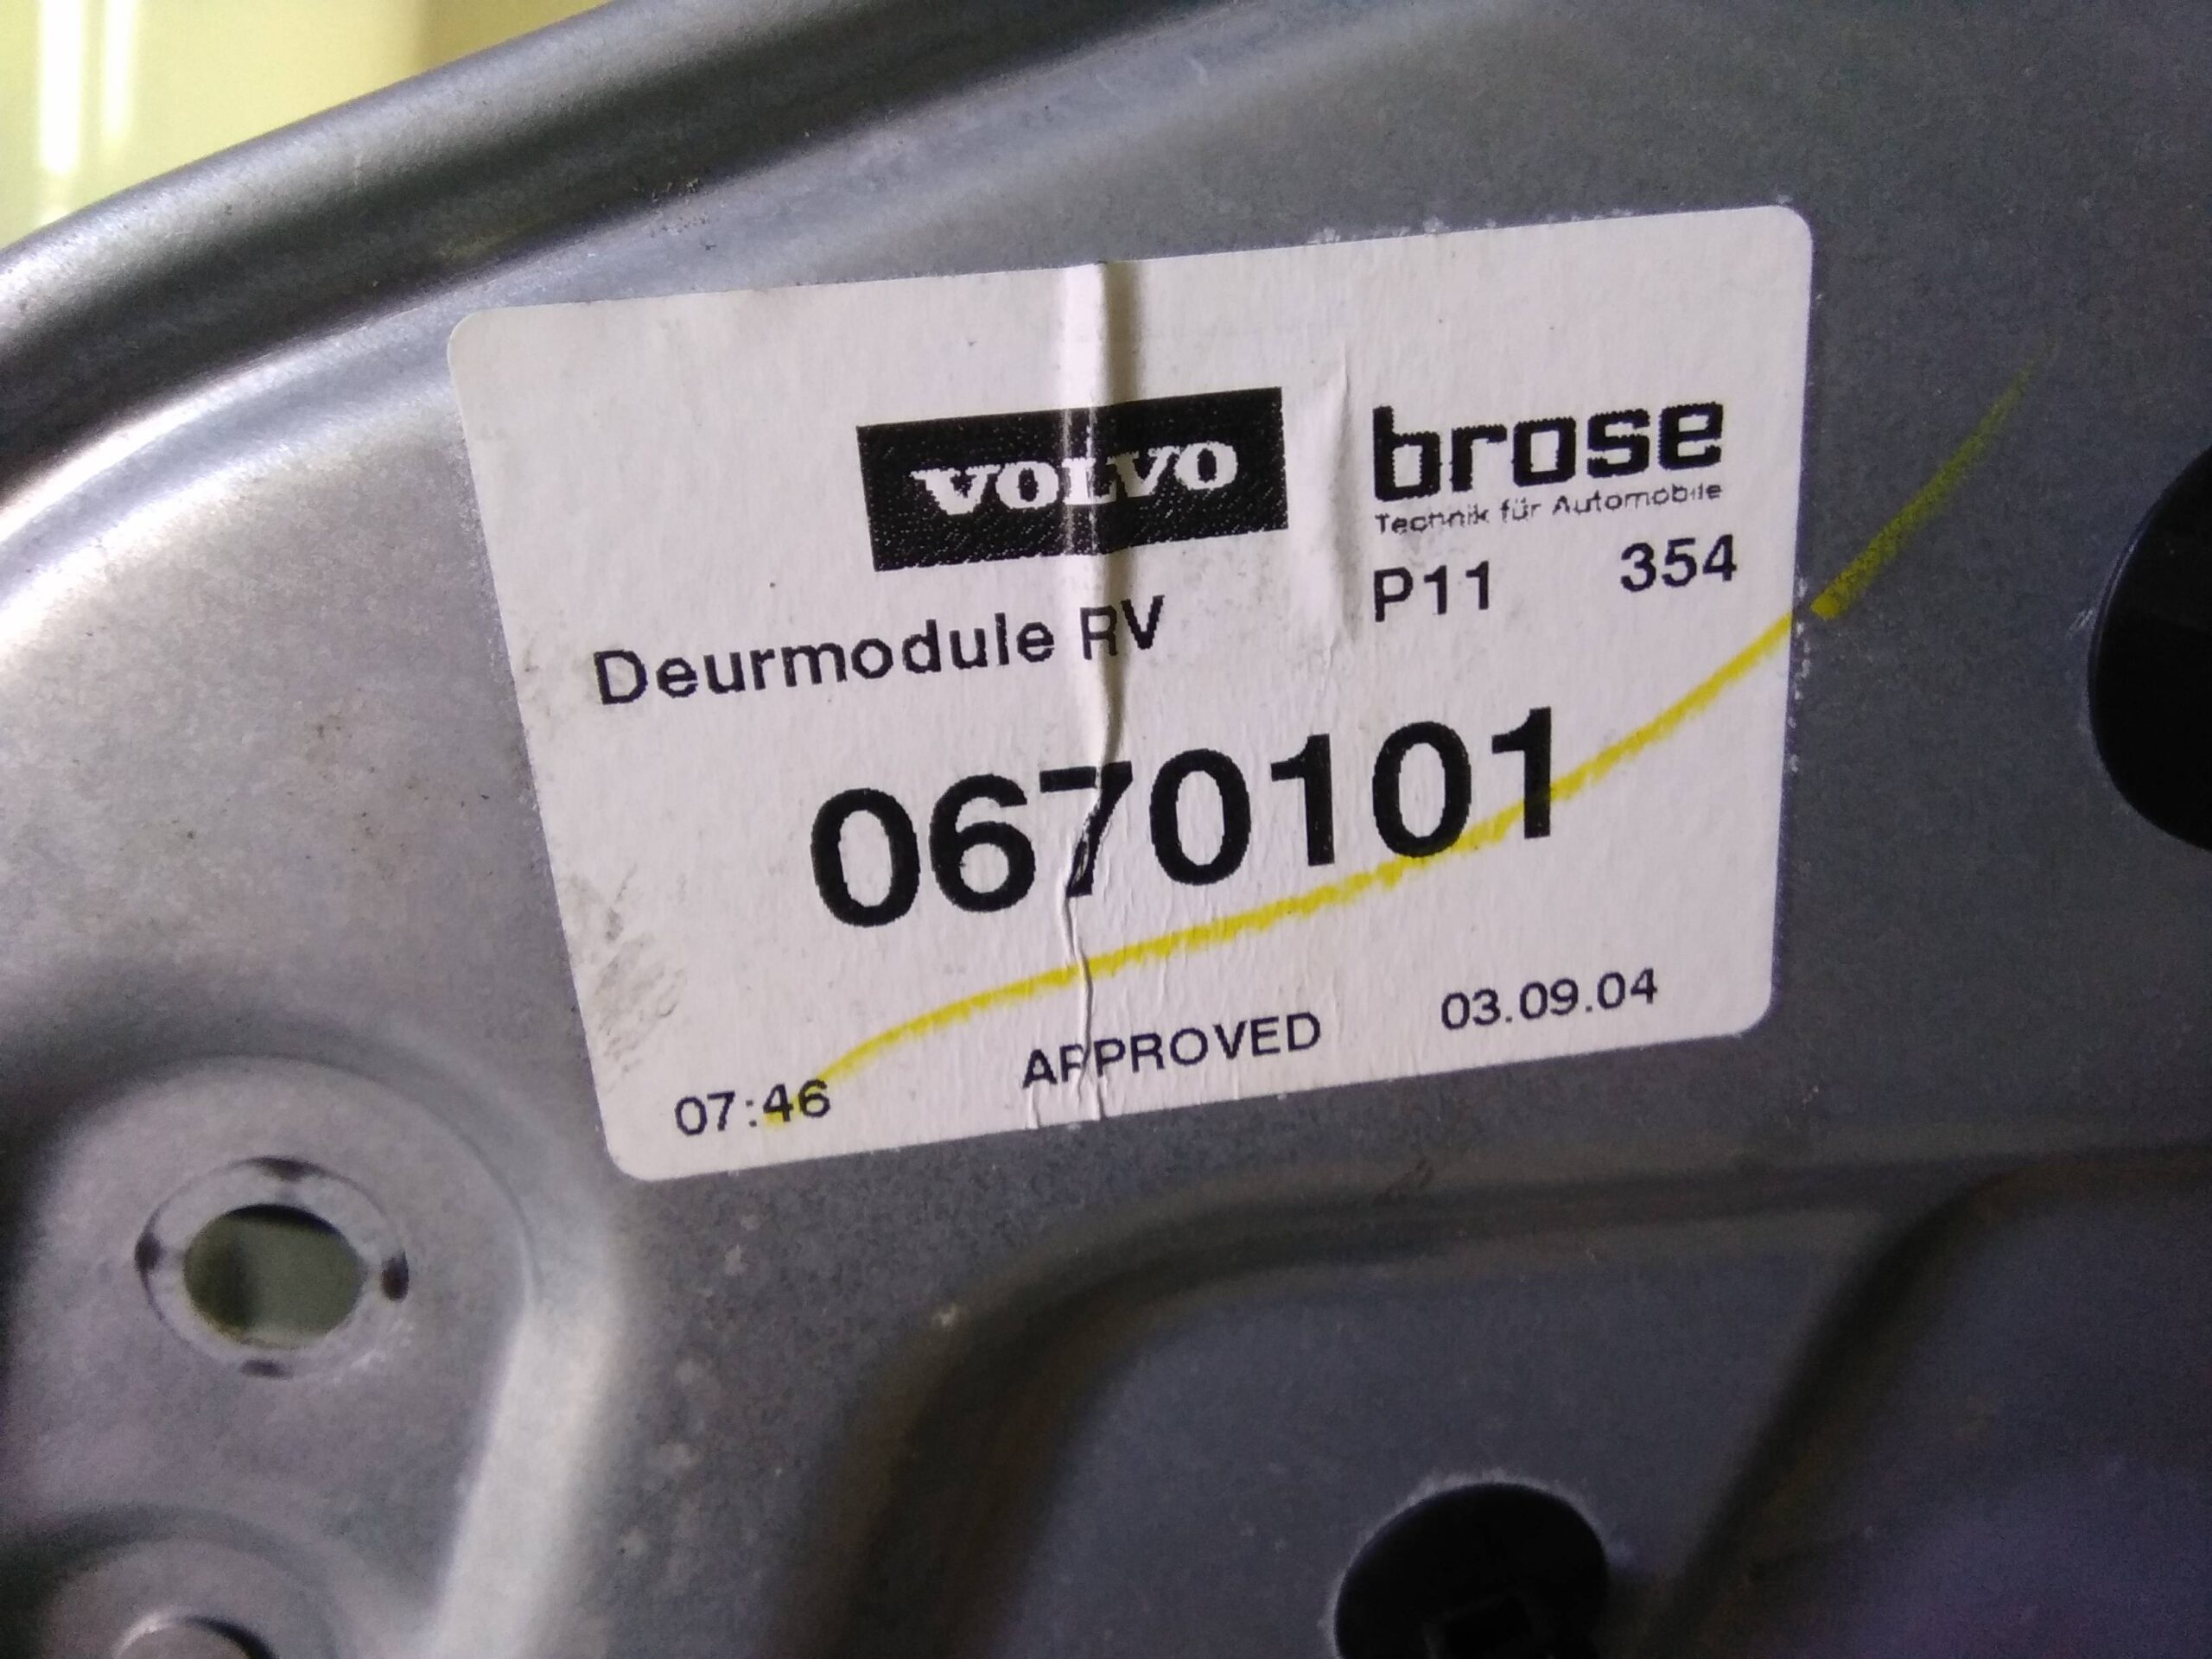 VOLVO
brose
Technik für Automobile
P11 354
Deurmodule RV
0670101
07:46 APPROVED 03.09.04